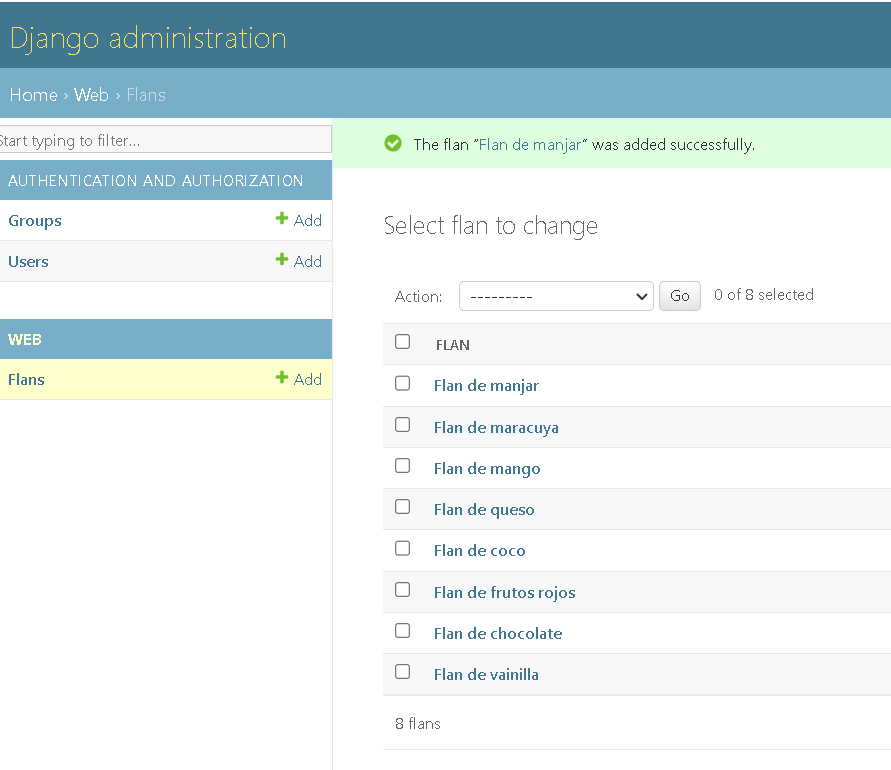 Django administration
Home › Web › Flans
Start typing to filter...
AUTHENTICATION AND AUTHORIZATION
Groups
Add
Users
Add
WEB
Flans
Add
The flan “Flan de manjar” was added successfully.
Select flan to change
Action: --------- Go 0 of 8 selected
FLAN
Flan de manjar
Flan de maracuya
Flan de mango
Flan de queso
Flan de coco
Flan de frutos rojos
Flan de chocolate
Flan de vainilla
8 flans